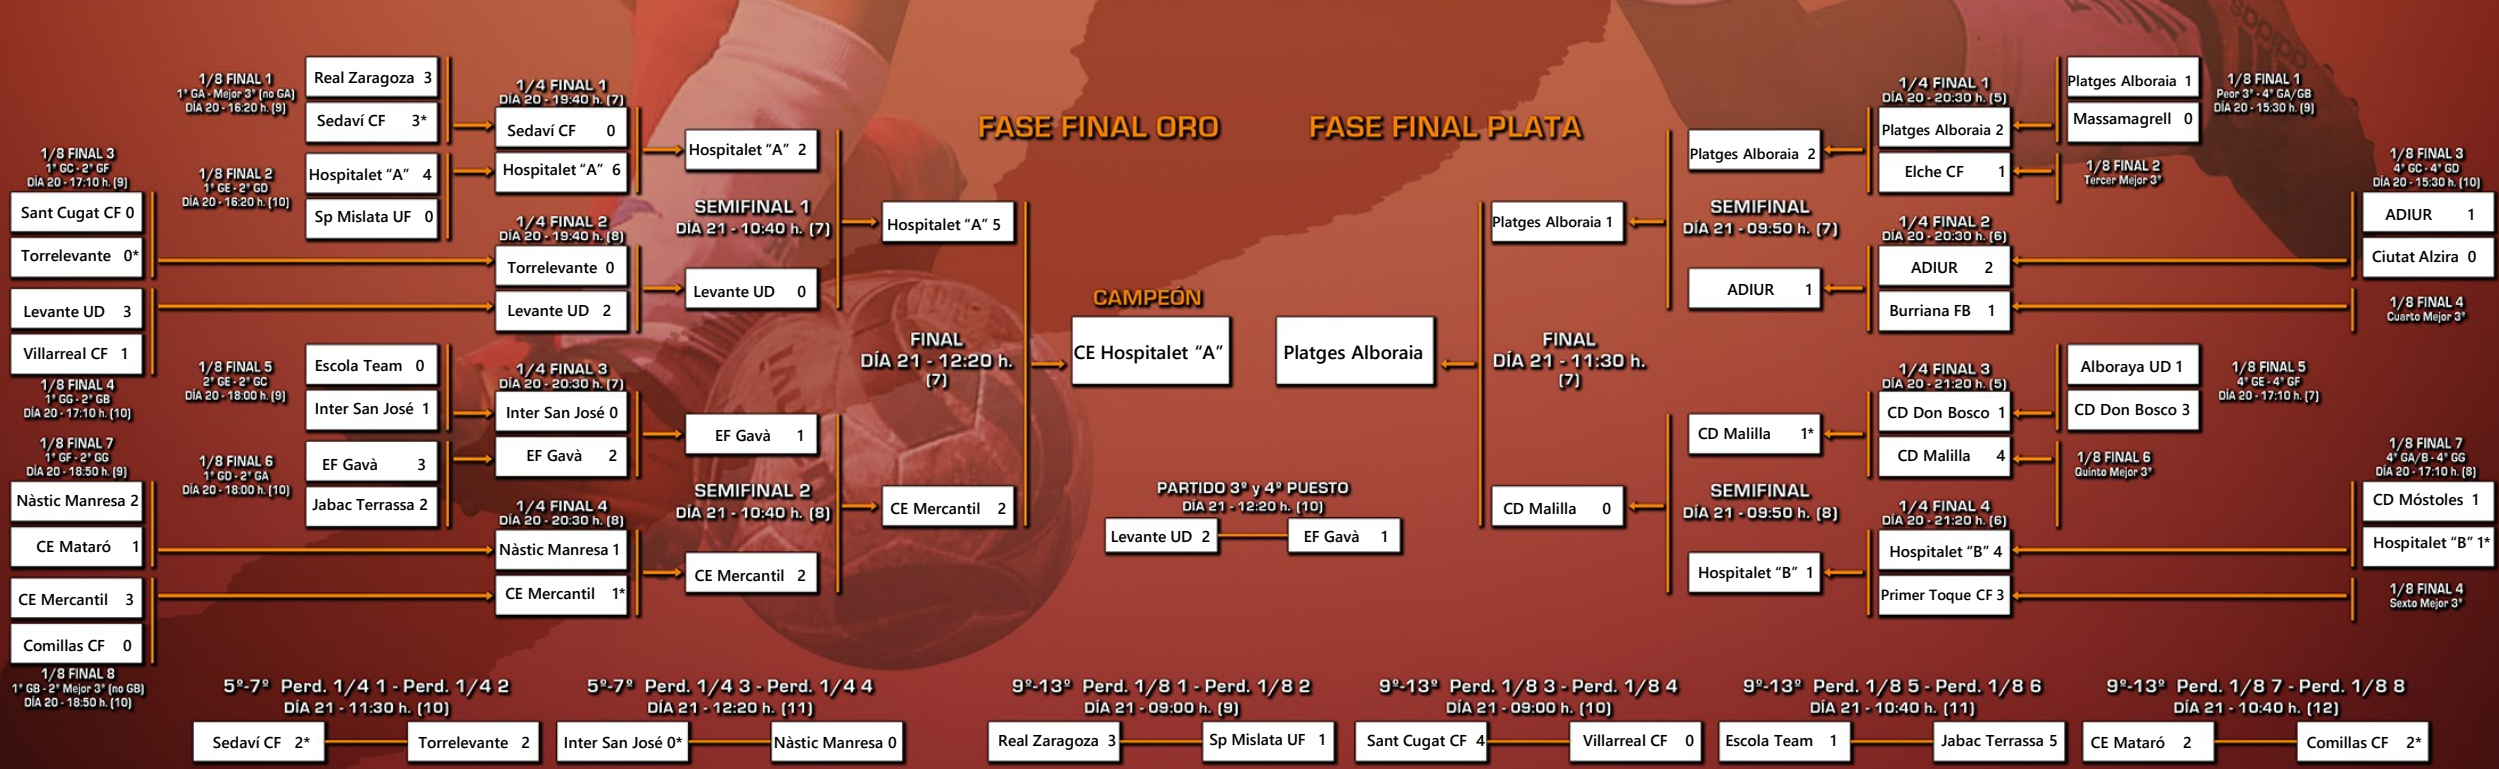 FASE FINAL ORO
1/8 FINAL 1
1º GA - Mejor 3º (no GA)
DÍA 20 - 16:20 h. (9)
Real Zaragoza 3
Sedaví CF 3*
1/8 FINAL 2
1º GE - 2º GD
DÍA 20 - 16:20 h. (10)
Hospitalet “A” 4
Sp Mislata UF 0
1/8 FINAL 3
1º GC - 2º GF
DÍA 20 - 17:10 h. (9)
Sant Cugat CF 0
Torrelevante 0*
Levante UD 3
Villarreal CF 1
1/8 FINAL 4
1º GG - 2º GB
DÍA 20 - 17:10 h. (10)
1/8 FINAL 5
2º GE - 2º GC
DÍA 20 - 18:00 h. (9)
Escola Team 0
Inter San José 1
1/8 FINAL 6
1º GD - 2º GA
DÍA 20 - 18:00 h. (10)
EF Gavà 3
Jabac Terrassa 2
1/8 FINAL 7
1º GF - 2º GG
DÍA 20 - 18:50 h. (9)
Nàstic Manresa 2
CE Mataró 1
CE Mercantil 3
Comillas CF 0
1/8 FINAL 8
1º GB - 2º Mejor 3º (no GB)
DÍA 20 - 18:50 h. (10)
1/4 FINAL 1
DÍA 20 - 19:40 h. (7)
Sedaví CF 0
Hospitalet “A” 6
1/4 FINAL 2
DÍA 20 - 19:40 h. (8)
Torrelevante 0
Levante UD 2
1/4 FINAL 3
DÍA 20 - 20:30 h. (7)
Inter San José 0
EF Gavà 2
1/4 FINAL 4
DÍA 20 - 20:30 h. (8)
Nàstic Manresa 1
CE Mercantil 1*
Hospitalet “A” 2
SEMIFINAL 1
DÍA 21 - 10:40 h. (7)
Levante UD 0
EF Gavà 1
SEMIFINAL 2
DÍA 21 - 10:40 h. (8)
CE Mercantil 2
Hospitalet “A” 5
FINAL
DÍA 21 - 12:20 h.
(7)
CE Mercantil 2
CAMPEÓN
CE Hospitalet “A”
PARTIDO 3º y 4º PUESTO
DÍA 21 - 12:20 h. (10)
Levante UD 2
EF Gavà 1
FASE FINAL PLATA
Platges Alboraia
Platges Alboraia 1
FINAL
DÍA 21 - 11:30 h.
(7)
CD Malilla 0
Platges Alboraia 2
SEMIFINAL
DÍA 21 - 09:50 h. (7)
ADIUR 1
CD Malilla 1*
SEMIFINAL
DÍA 21 - 09:50 h. (8)
Hospitalet “B” 1
1/4 FINAL 1
DÍA 20 - 20:30 h. (5)
Platges Alboraia 2
Elche CF 1
1/4 FINAL 2
DÍA 20 - 20:30 h. (6)
ADIUR 2
Burriana FB 1
1/4 FINAL 3
DÍA 20 - 21:20 h. (5)
CD Don Bosco 1
CD Malilla 4
1/4 FINAL 4
DÍA 20 - 21:20 h. (6)
Hospitalet “B” 4
Primer Toque CF 3
Platges Alboraia 1
Massamagrell 0
1/8 FINAL 1
Peor 3º - 4º GA/GB
DÍA 20 - 15:30 h. (9)
1/8 FINAL 2
Tercer Mejor 3º
1/8 FINAL 3
4º GC - 4º GD
DÍA 20 - 15:30 h. (10)
ADIUR 1
Ciutat Alzira 0
1/8 FINAL 4
Cuarto Mejor 3º
Alboraya UD 1
CD Don Bosco 3
1/8 FINAL 5
4º GE - 4º GF
DÍA 20 - 17:10 h. (7)
1/8 FINAL 6
Quinto Mejor 3º
1/8 FINAL 7
4º GA/B - 4º GG
DÍA 20 - 17:10 h. (8)
CD Móstoles 1
Hospitalet “B” 1*
1/8 FINAL 4
Sexto Mejor 3º
5º-7º Perd. 1/4 1 - Perd. 1/4 2
DÍA 21 - 11:30 h. (10)
Sedaví CF 2*
Torrelevante 2
5º-7º Perd. 1/4 3 - Perd. 1/4 4
DÍA 21 - 12:20 h. (11)
Inter San José 0*
Nàstic Manresa 0
9º-13º Perd. 1/8 1 - Perd. 1/8 2
DÍA 21 - 09:00 h. (9)
Real Zaragoza 3
Sp Mislata UF 1
9º-13º Perd. 1/8 3 - Perd. 1/8 4
DÍA 21 - 09:00 h. (10)
Sant Cugat CF 4
Villarreal CF 0
9º-13º Perd. 1/8 5 - Perd. 1/8 6
DÍA 21 - 10:40 h. (11)
Escola Team 1
Jabac Terrassa 5
9º-13º Perd. 1/8 7 - Perd. 1/8 8
DÍA 21 - 10:40 h. (12)
CE Mataró 2
Comillas CF 2*
adidas